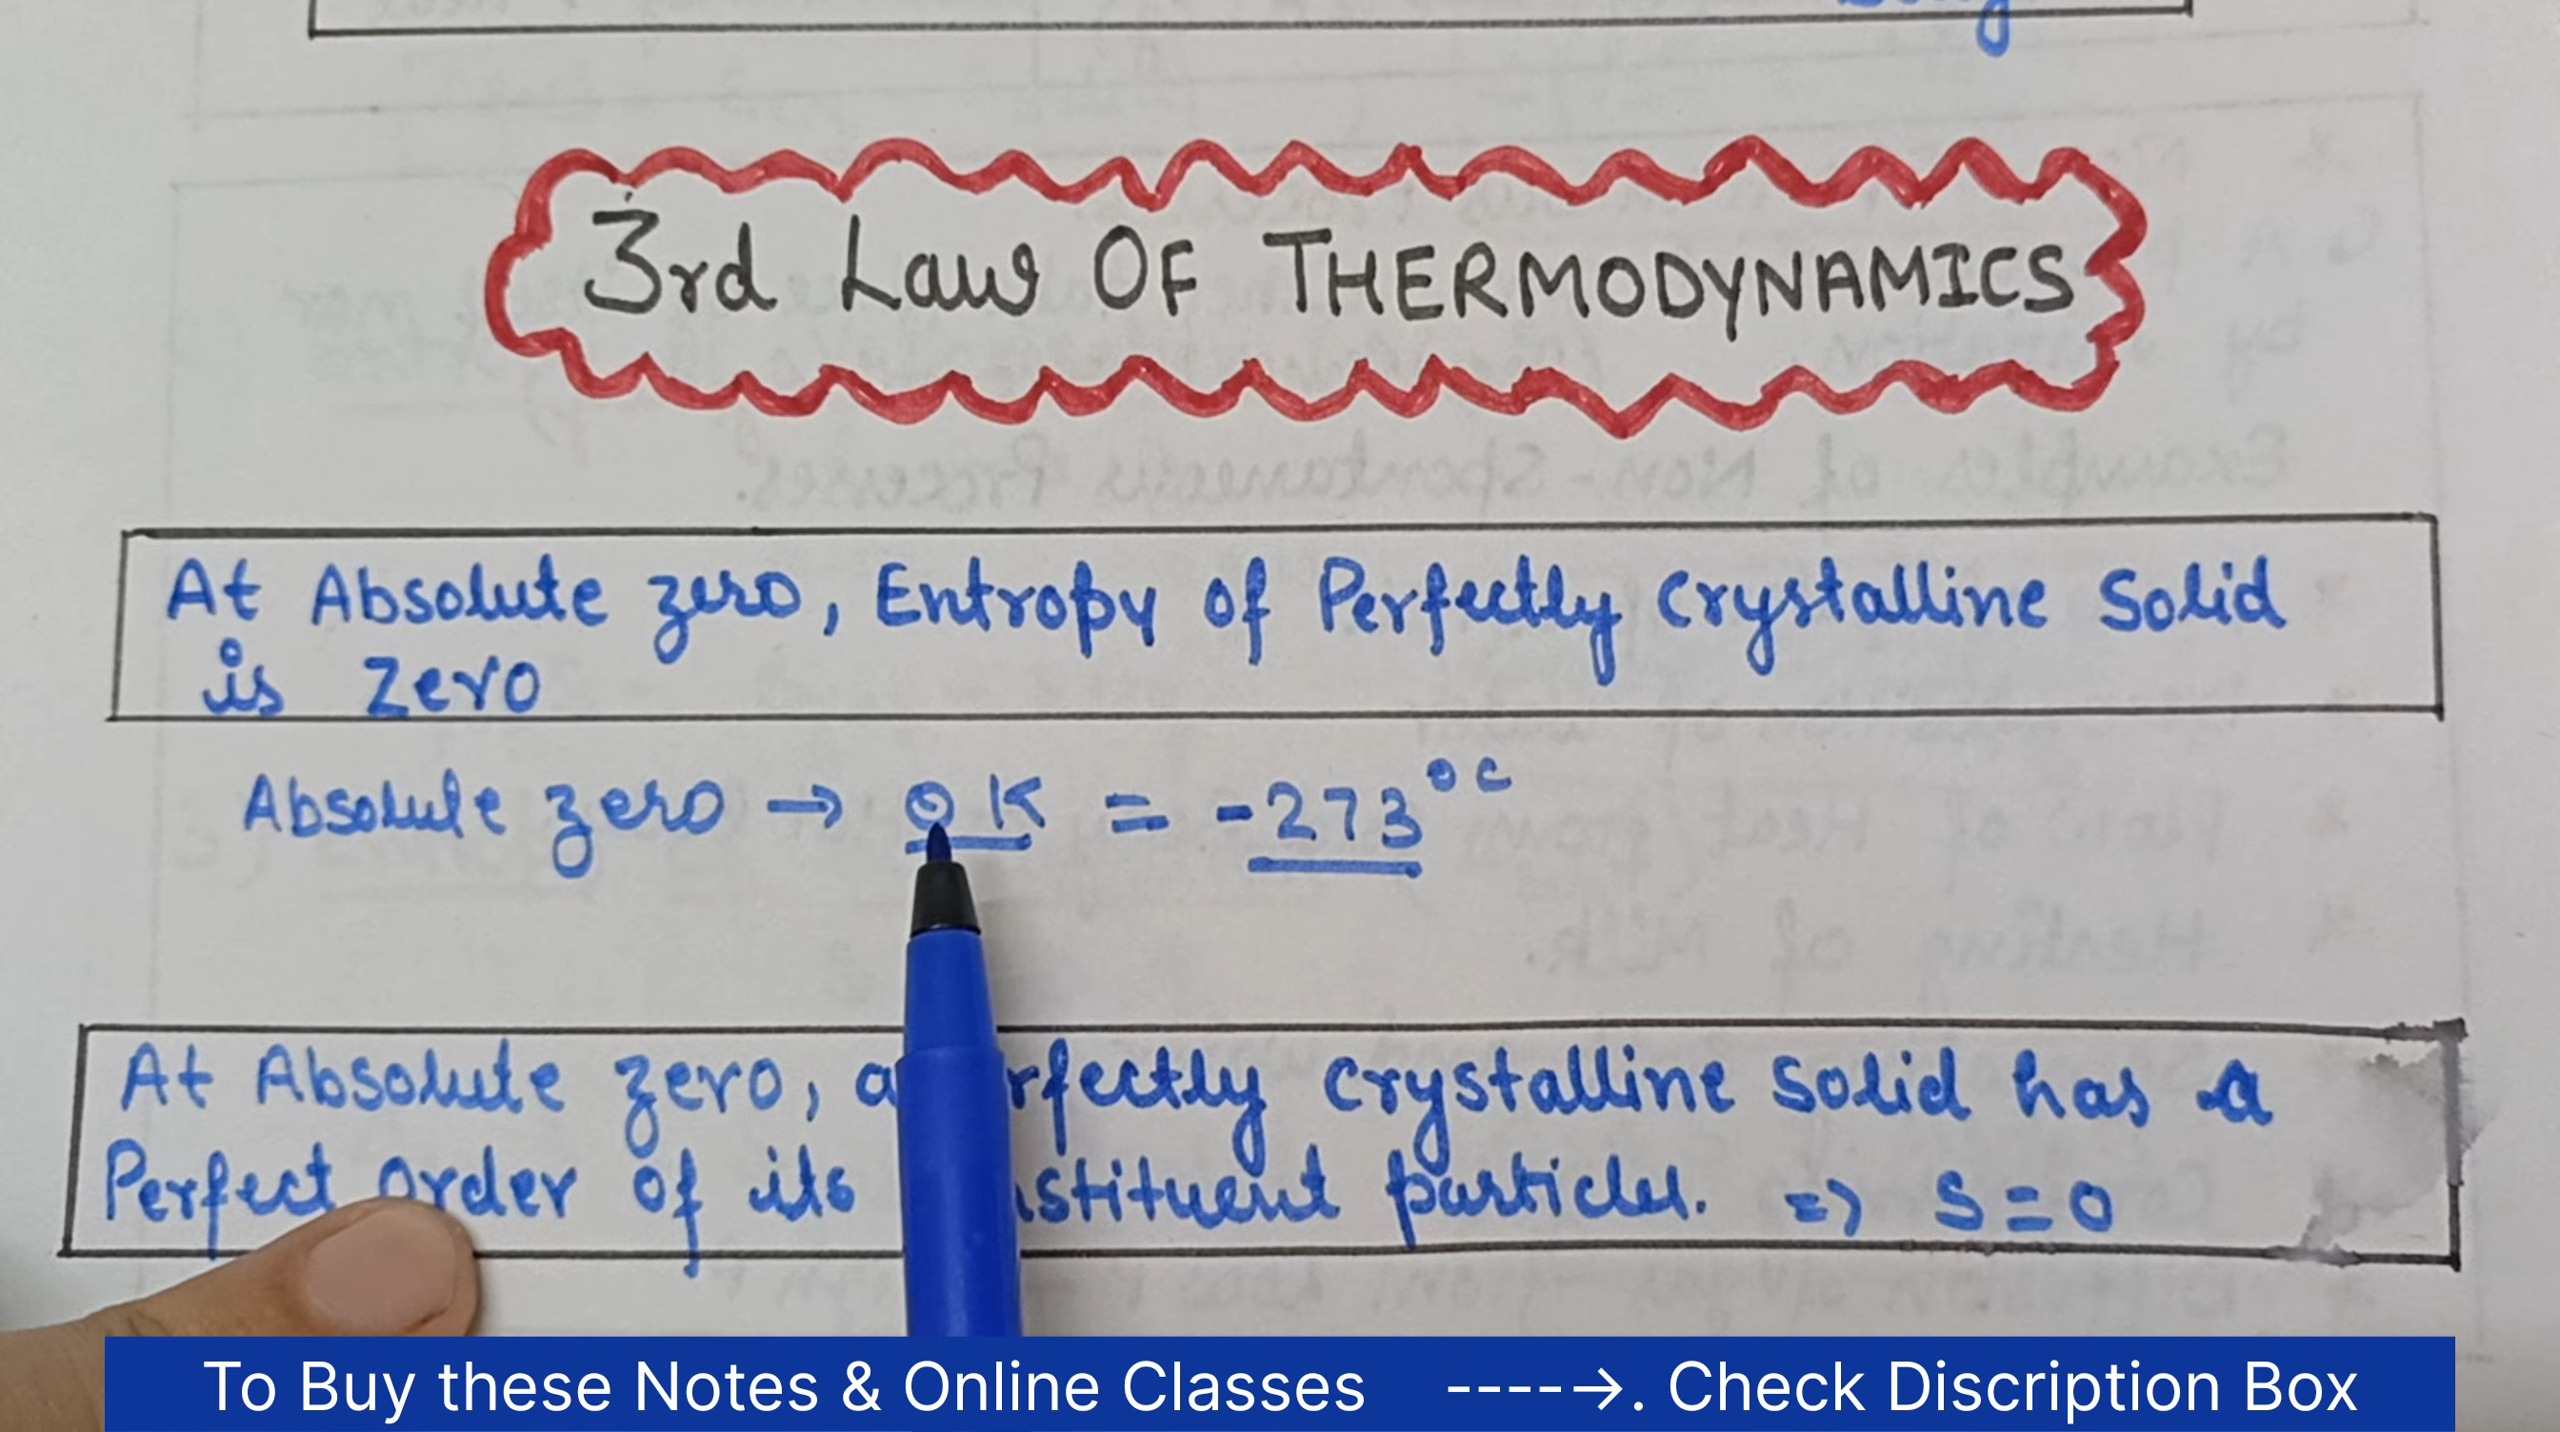 3rd Law OF THERMODYNAMICS
At Absolute zero, Entropy of Perfectly Crystalline Solid
is Zero
Absolute zero → 0 K = -273°C
At Absolute zero, a rfectly Crystalline Solid has a
Perfect order of its stituent particles. => S=0
To Buy these Notes & Online Classes ---->. Check Discription Box